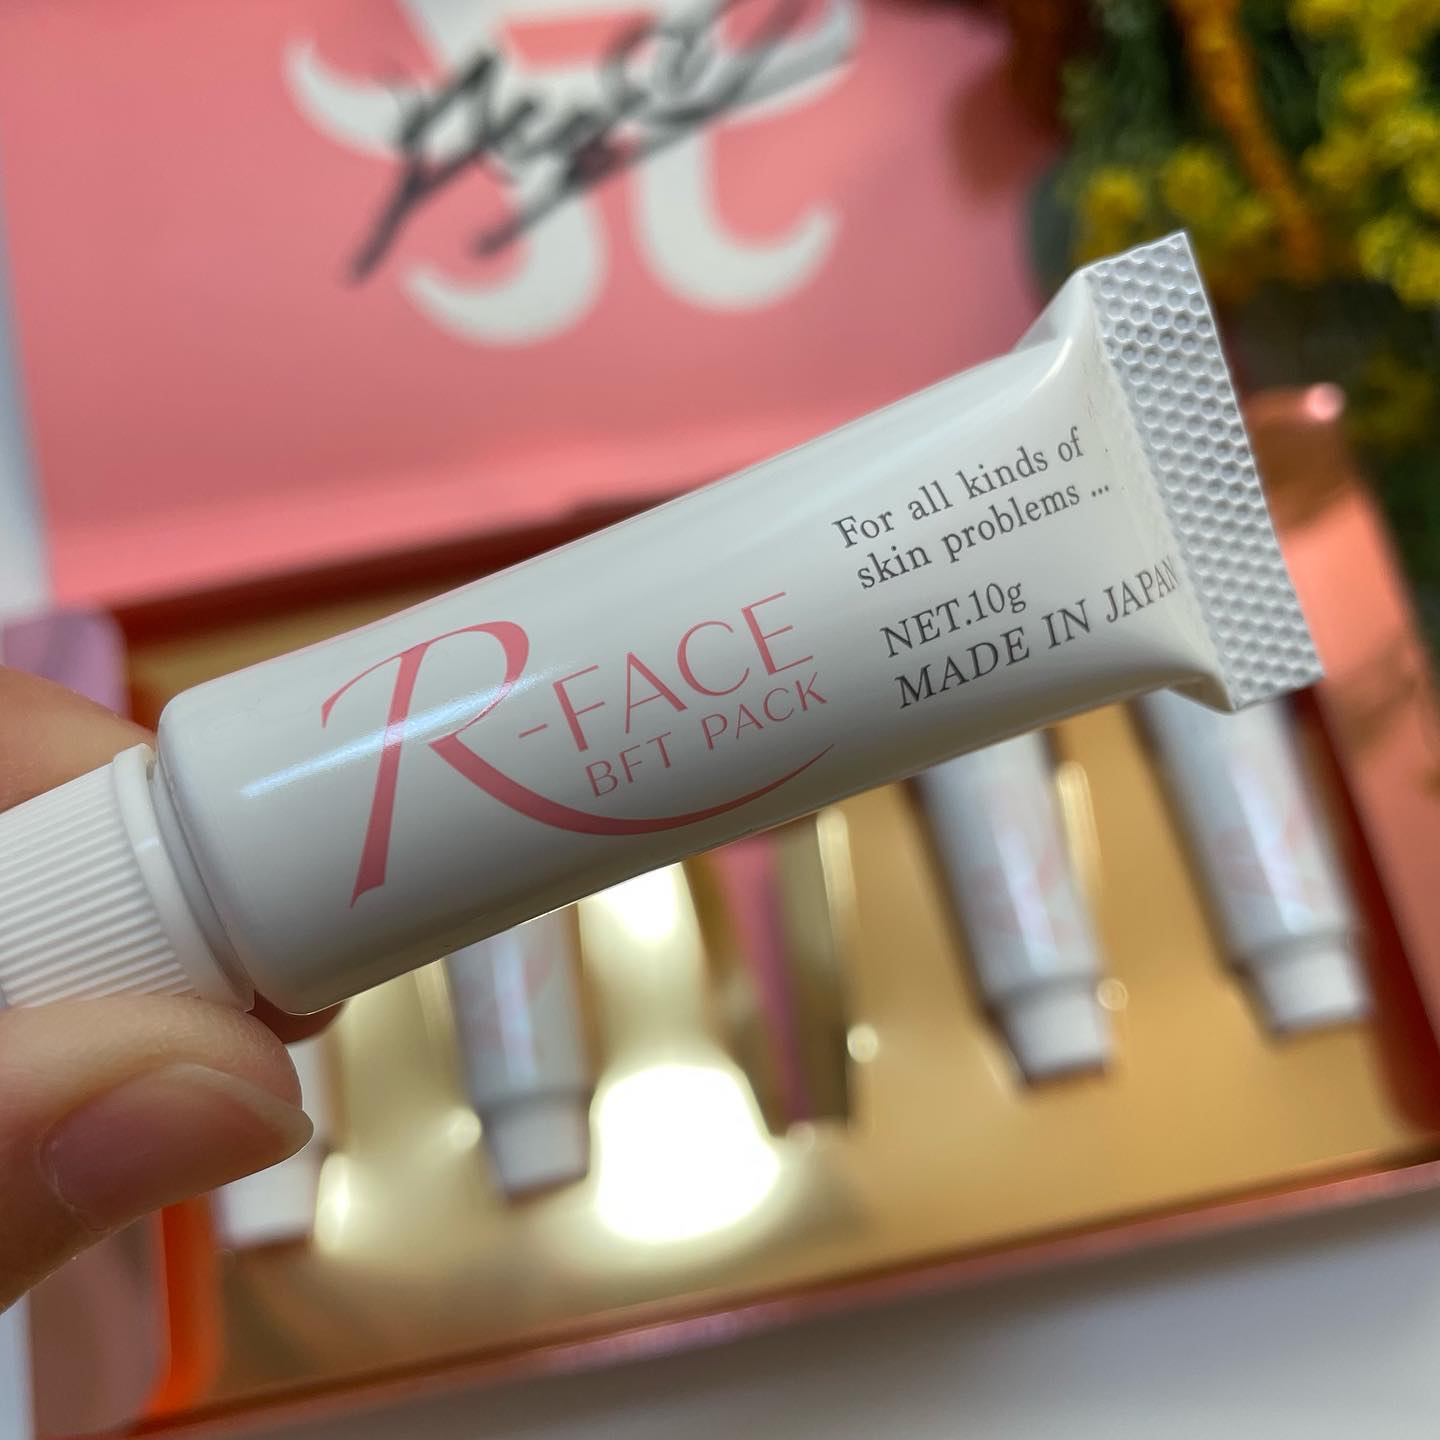 R-FACE
BFT PACK
For all kinds of
skin problems ...
NET.10g
MADE IN JAPAN